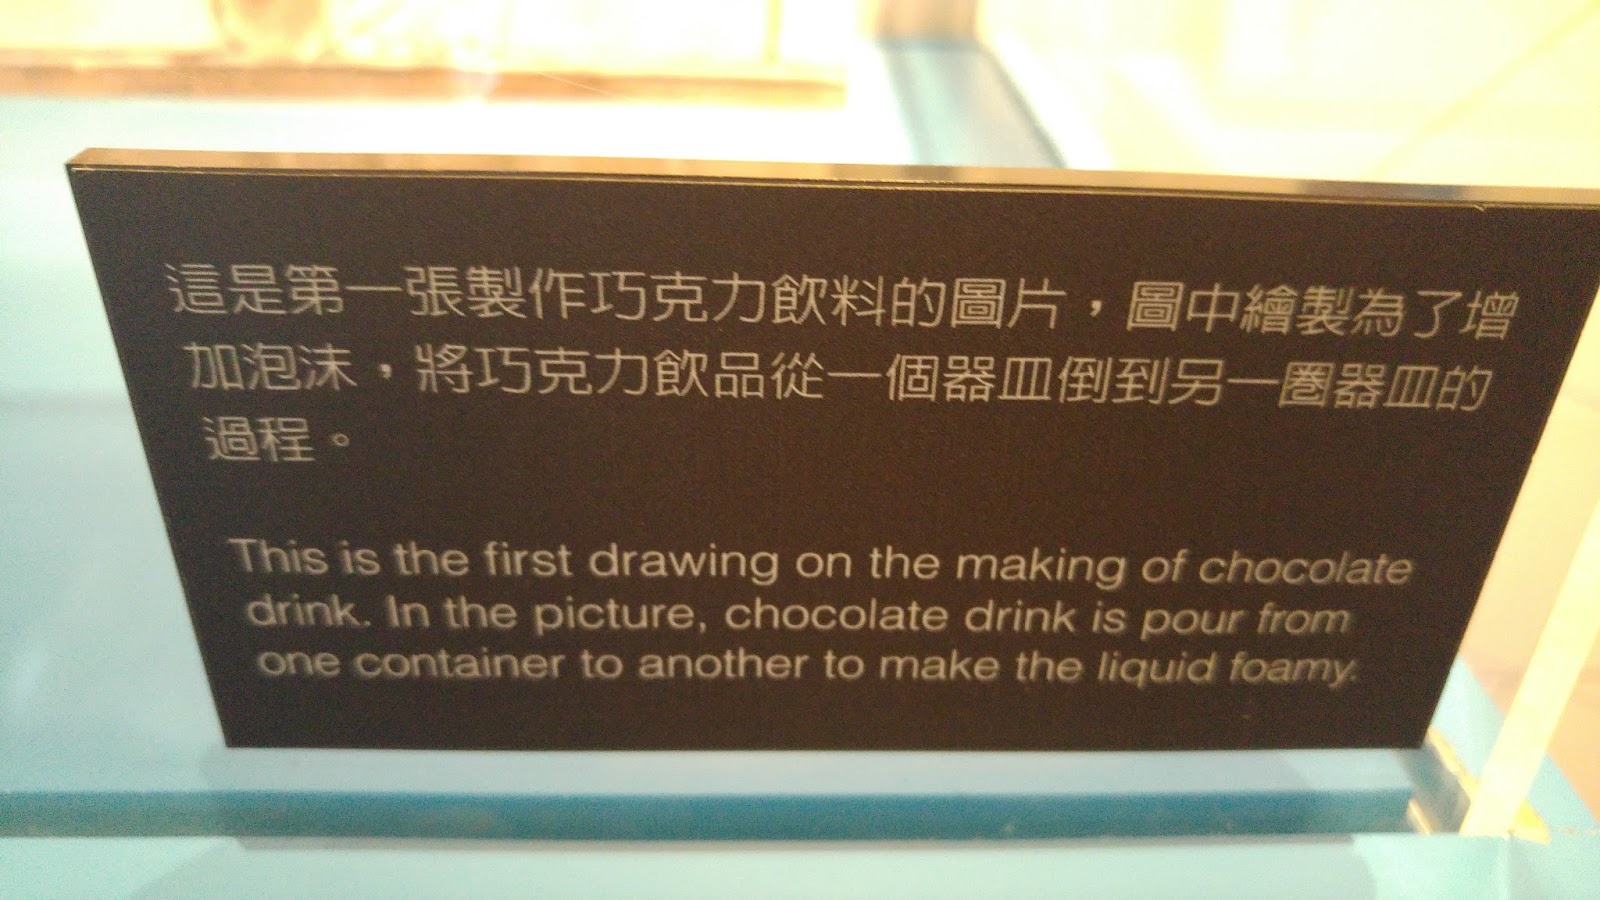 這是第一張製作巧克力飲料的圖片，圖中繪製為了增
加泡沫，將巧克力飲品從一個器皿倒到另一圈器皿的
過程。
This is the first drawing on the making of chocolate
drink. In the picture, chocolate drink is pour from
one container to another to make the liquid foamy.